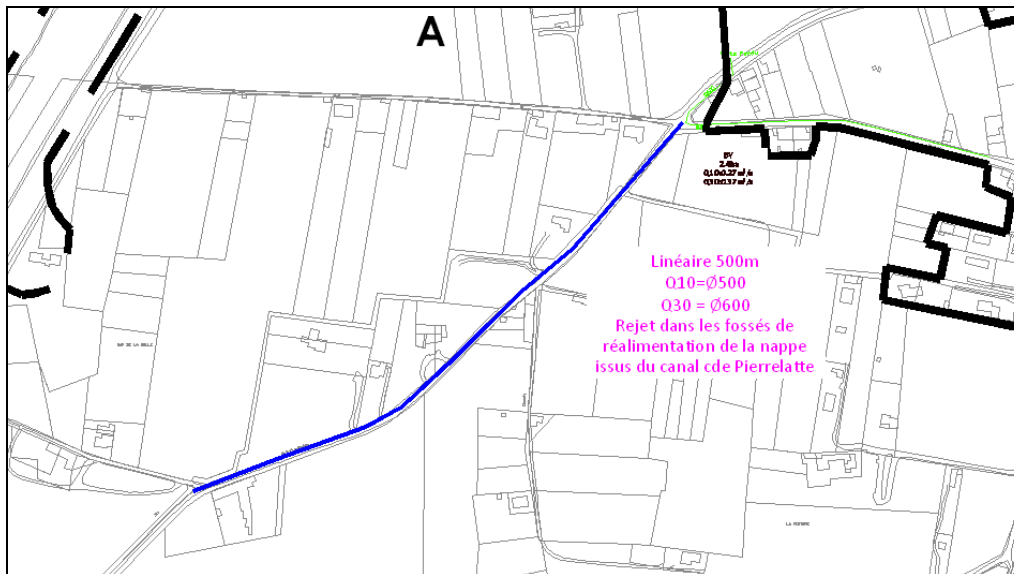 A
BV
Linéaire 500m
Q10=Ø500
Q30 = Ø600
Rejet dans les fossés de
réalimentation de la nappe
issus du canal cde Pierrelatte